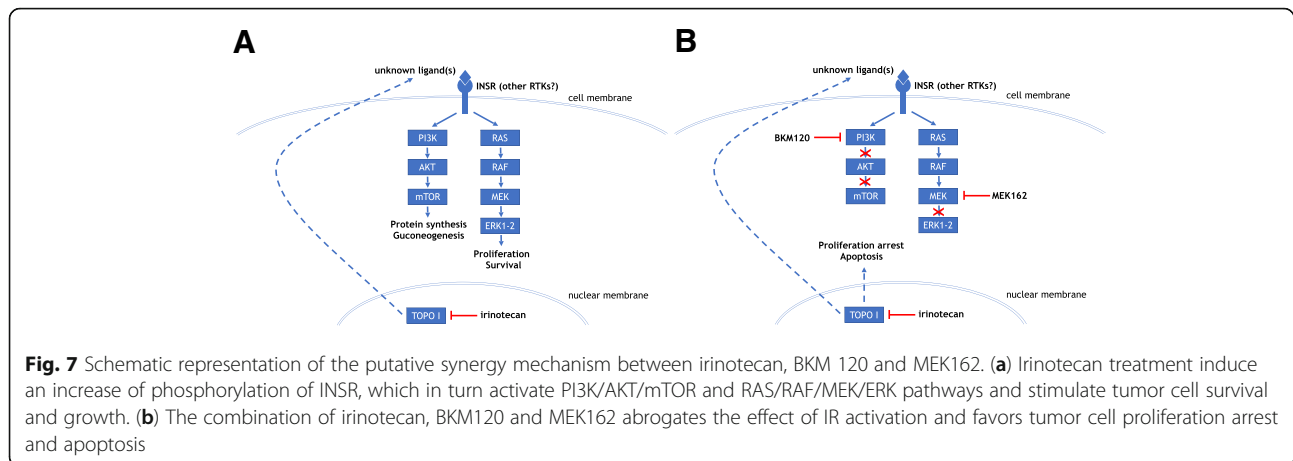 A
unknown ligand(s)
INSR (other RTKs?)
cell membrane
PI3K
RAS
AKT
RAF
mTOR
MEK
Protein synthesis
Guconeogenesis
ERK1-2
Proliferation
Survival
nuclear membrane
TOPO I
irinotecan
B
unknown ligand(s)
INSR (other RTKs?)
cell membrane
BKM120
PI3K
RAS
AKT
RAF
mTOR
MEK
MEK162
ERK1-2
Proliferation arrest
Apoptosis
nuclear membrane
TOPO I
irinotecan
Fig. 7 Schematic representation of the putative synergy mechanism between irinotecan, BKM 120 and MEK162. (a) Irinotecan treatment induce
an increase of phosphorylation of INSR, which in turn activate PI3K/AKT/mTOR and RAS/RAF/MEK/ERK pathways and stimulate tumor cell survival
and growth. (b) The combination of irinotecan, BKM120 and MEK162 abrogates the effect of IR activation and favors tumor cell proliferation arrest
and apoptosis